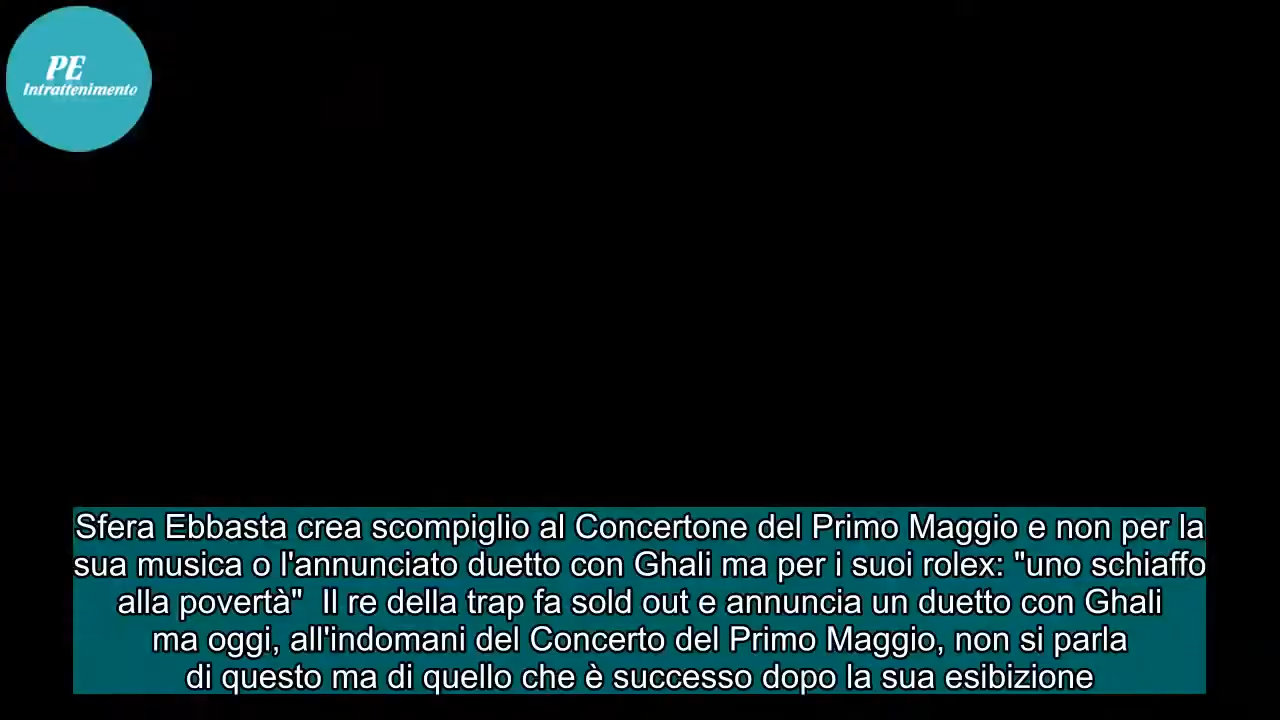 PE
Intrattenimento
Sfera Ebbasta crea scompiglio al Concertone del Primo Maggio e non per la
sua musica o l'annunciato duetto con Ghali ma per i suoi rolex: "uno schiaffo
alla povertà"  Il re della trap fa sold out e annuncia un duetto con Ghali
ma oggi, all'indomani del Concerto del Primo Maggio, non si parla
di questo ma di quello che è successo dopo la sua esibizione